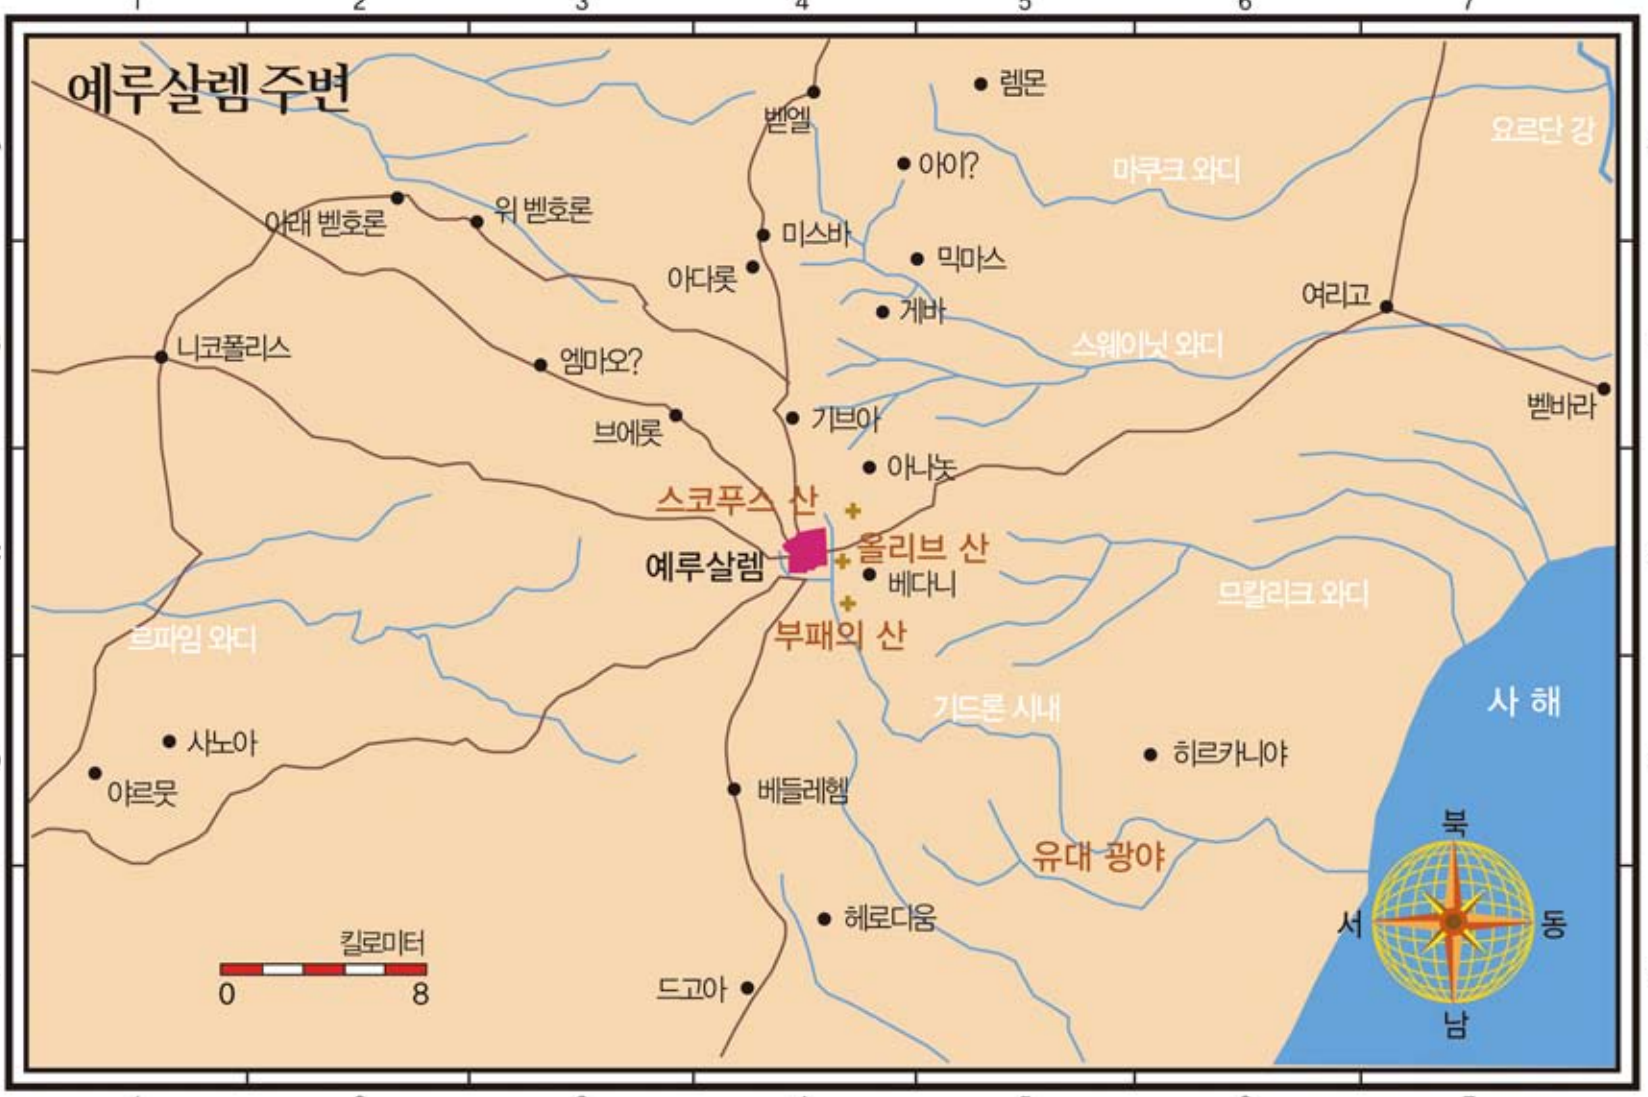 1 2 3 4 5 6 7
예루살렘 주변
벧엘
렘몬
요르단 강
아이?
마쿠크 와디
아래 벧호론
위 벧호론
미스바
아다롯
믹마스
게바
여리고
니코폴리스
엠마오?
스웨이닛 와디
벧바라
브에롯
기브아
아나놋
스코푸스 산
올리브 산
예루살렘
베다니
므칼리크 와디
르파임 와디
부패의 산
기드론 시내
사 해
사노아
야르뭇
히르카니야
베들레헴
북
유대 광야
헤로디움
서
동
킬로미터
0 8
드고아
남